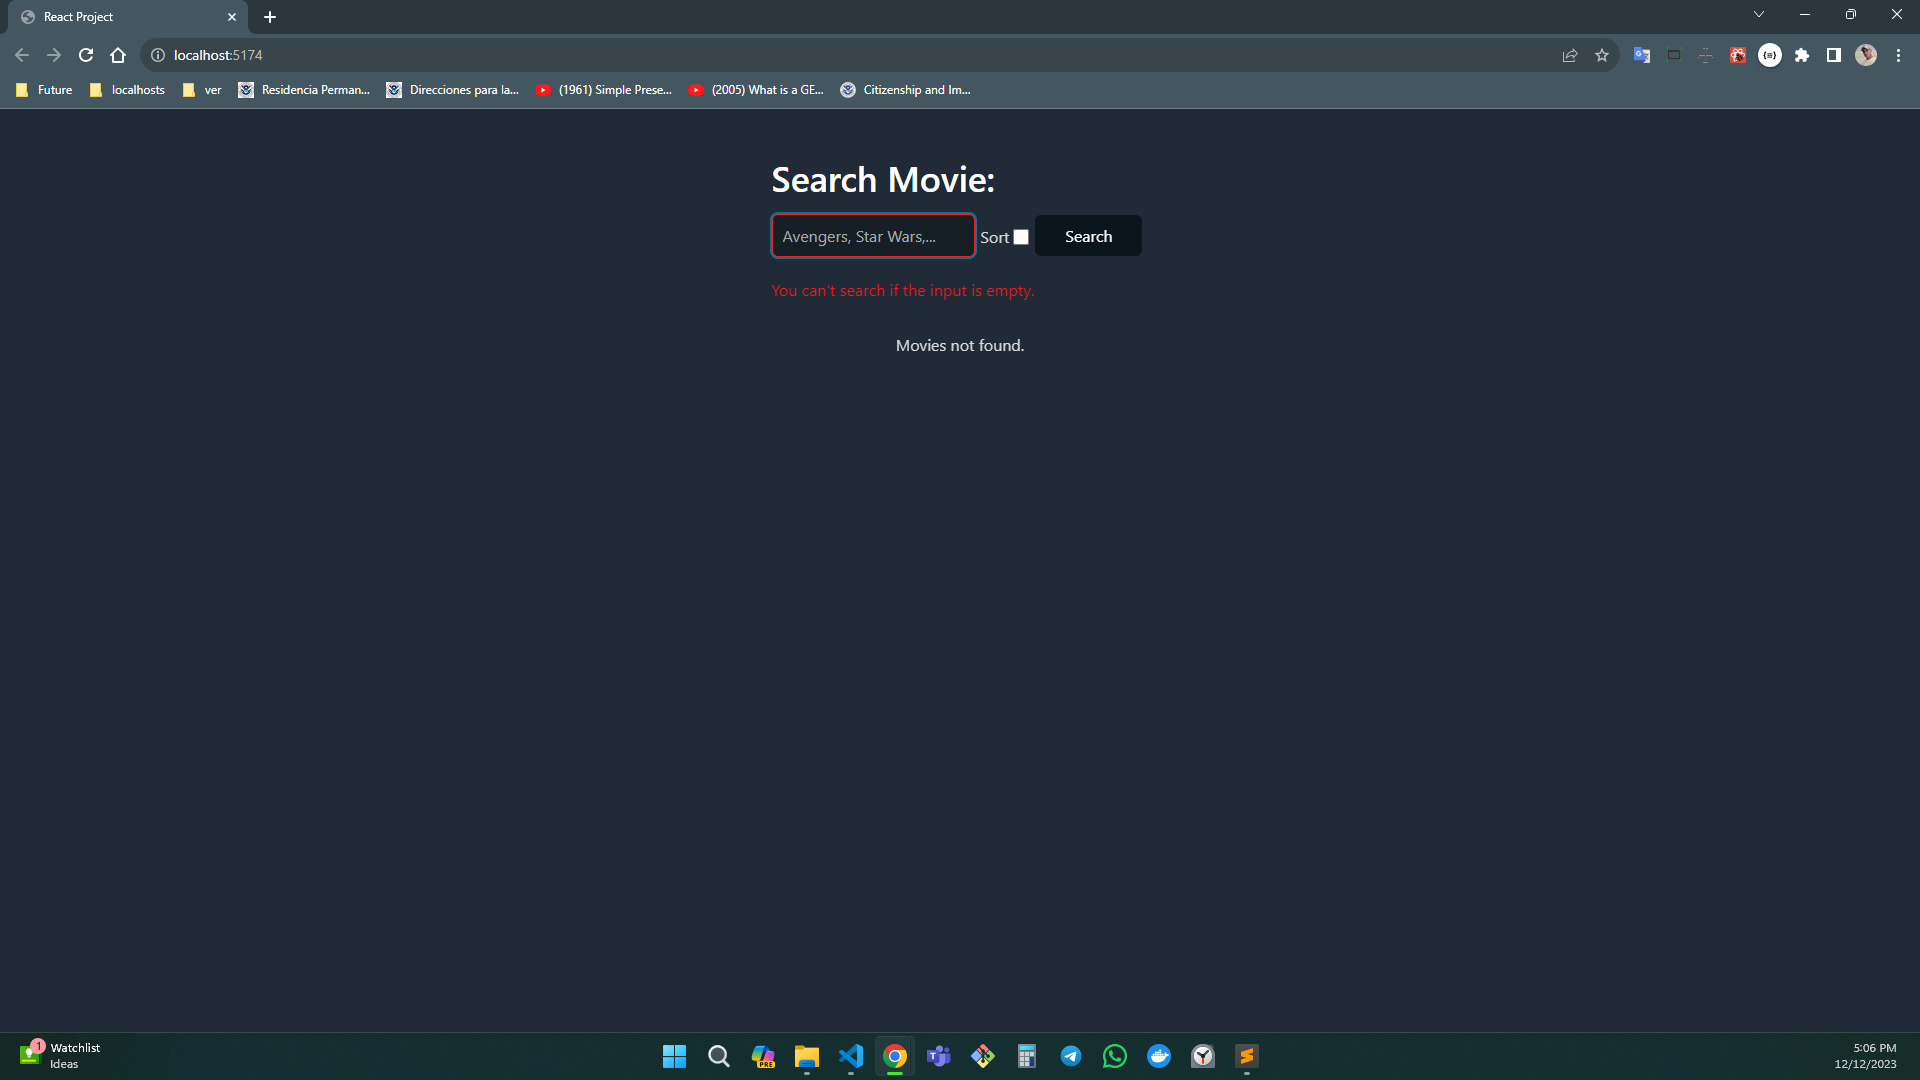 React Project
localhost:5174
Future
localhosts
ver
Residencia Perman...
Direcciones para la...
(1961) Simple Prese...
(2005) What is a GE...
Citizenship and Im...
Search Movie:
Avengers, Star Wars,...
Sort
Search
You can't search if the input is empty.
Movies not found.
1
Watchlist
Ideas
PRE
5:06 PM
12/12/2023